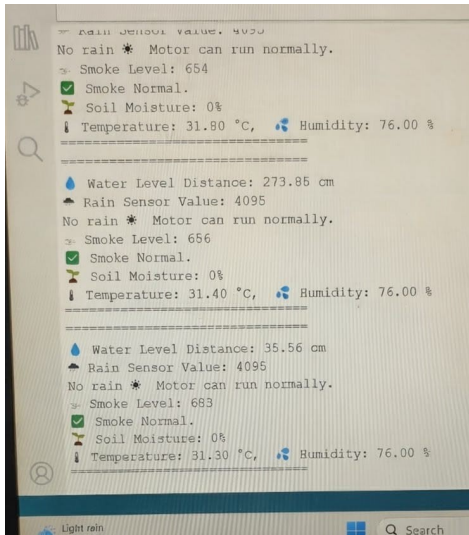 Rain Sensor Value: 4095
No rain ☀ Motor can run normally.
Smoke Level: 654
✅ Smoke Normal.
🌱 Soil Moisture: 0%
🌡 Temperature: 31.80 °C, 💦 Humidity: 76.00 %
==============================
==============================
💧 Water Level Distance: 273.85 cm
🌧 Rain Sensor Value: 4095
No rain ☀ Motor can run normally.
Smoke Level: 656
✅ Smoke Normal.
🌱 Soil Moisture: 0%
🌡 Temperature: 31.40 °C, 💦 Humidity: 76.00 %
==============================
==============================
💧 Water Level Distance: 35.56 cm
🌧 Rain Sensor Value: 4095
No rain ☀ Motor can run normally.
Smoke Level: 683
✅ Smoke Normal.
🌱 Soil Moisture: 0%
🌡 Temperature: 31.30 °C, 💦 Humidity: 76.00 %
==============================
Light rain
Search